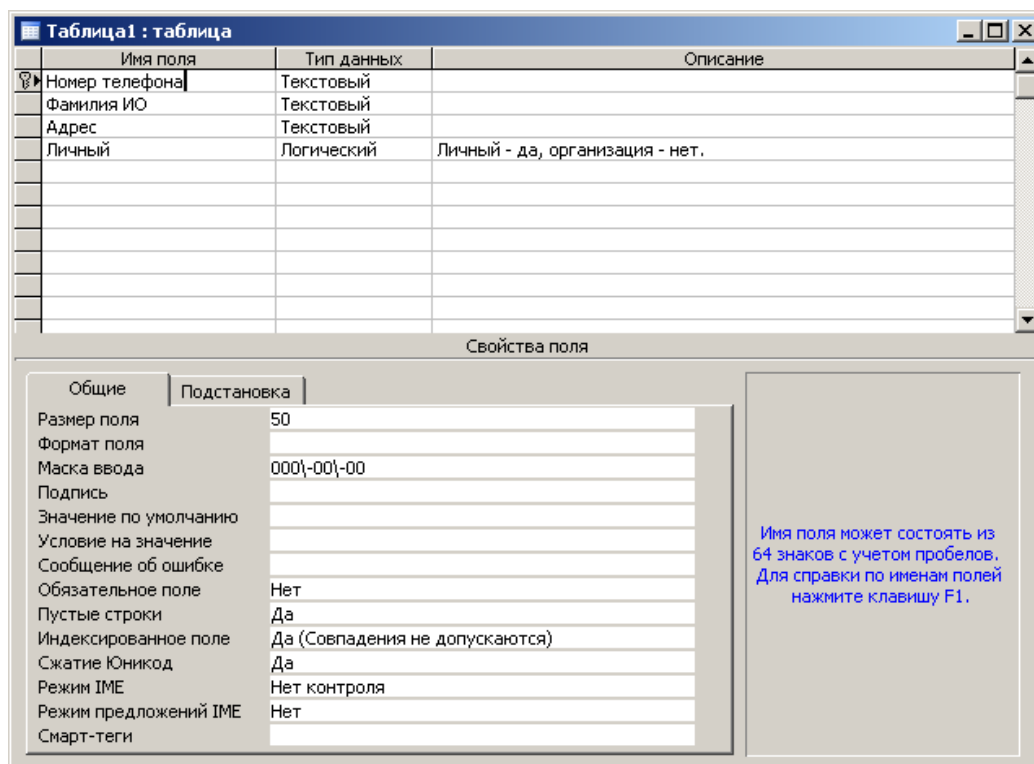 Таблица1 : таблица
Имя поля Тип данных Описание
Номер телефона Текстовый
Фамилия ИО Текстовый
Адрес Текстовый
Личный Логический Личный - да, организация - нет.
Свойства поля
Общие Подстановка
Размер поля 50
Формат поля
Маска ввода 000\-00\-00
Подпись
Значение по умолчанию
Условие на значение
Сообщение об ошибке
Обязательное поле Нет
Пустые строки Да
Индексированное поле Да (Совпадения не допускаются)
Сжатие Юникод Да
Режим IME Нет контроля
Режим предложений IME Нет
Смарт-теги
Имя поля может состоять из
64 знаков с учетом пробелов.
Для справки по именам полей
нажмите клавишу F1.